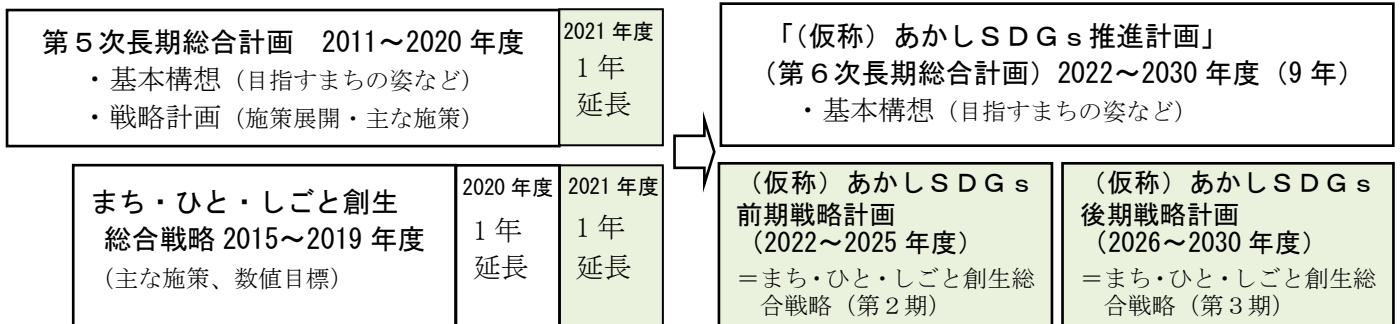 第５次長期総合計画　2011～2020 年度
・基本構想（目指すまちの姿など）
・戦略計画（施策展開・主な施策）
2021 年度
１年
延長
まち・ひと・しごと創生
総合戦略 2015～2019 年度
（主な施策、数値目標）
2020 年度
１年
延長
2021 年度
１年
延長
「（仮称）あかしＳＤＧｓ推進計画」
（第６次長期総合計画）2022～2030 年度（9 年）
・基本構想（目指すまちの姿など）
（仮称）あかしＳＤＧｓ
前期戦略計画
（2022～2025 年度）
＝まち・ひと・しごと創生総
合戦略（第２期）
（仮称）あかしＳＤＧｓ
後期戦略計画
（2026～2030 年度）
＝まち・ひと・しごと創生総
合戦略（第３期）